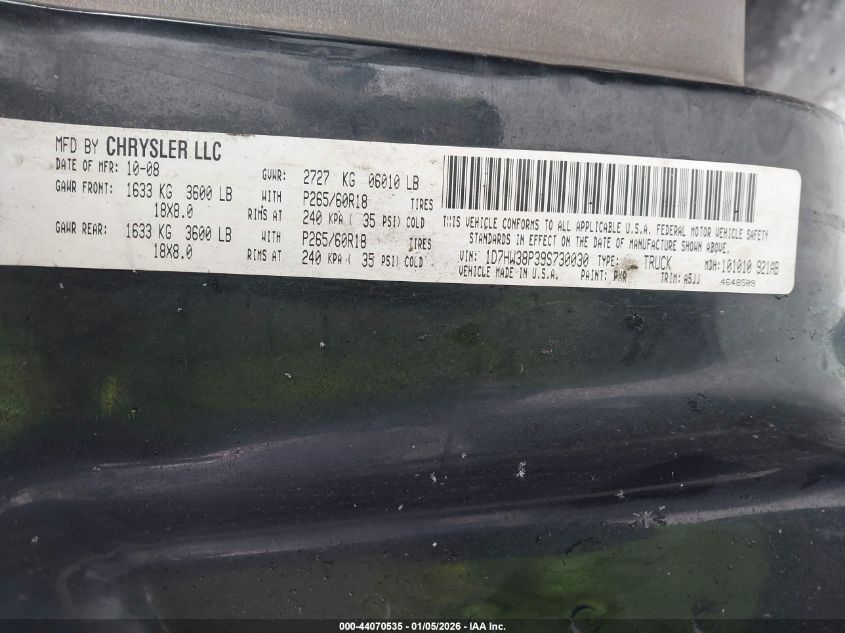 MFD BY CHRYSLER LLC
DATE OF MFR: 10-08 GVWR: 2727 KG 06010 LB
GAWR FRONT: 1633 KG 3600 LB WITH P265/60R18 TIRES
18X8.0 RIMS AT 240 KPA ( 35 PSI) COLD
GAWR REAR: 1633 KG 3600 LB WITH P265/60R18 TIRES
18X8.0 RIMS AT 240 KPA ( 35 PSI) COLD
THIS VEHICLE CONFORMS TO ALL APPLICABLE U.S.A. FEDERAL MOTOR VEHICLE SAFETY
STANDARDS IN EFFECT ON THE DATE OF MANUFACTURE SHOWN ABOVE.
VIN: 1D7HW38P39S730030 TYPE: TRUCK MDH: 101010 921AB
VEHICLE MADE IN U.S.A. PAINT: TRIM: A5JJ 4648509
000-44070535 - 01/05/2026 - IAA Inc.